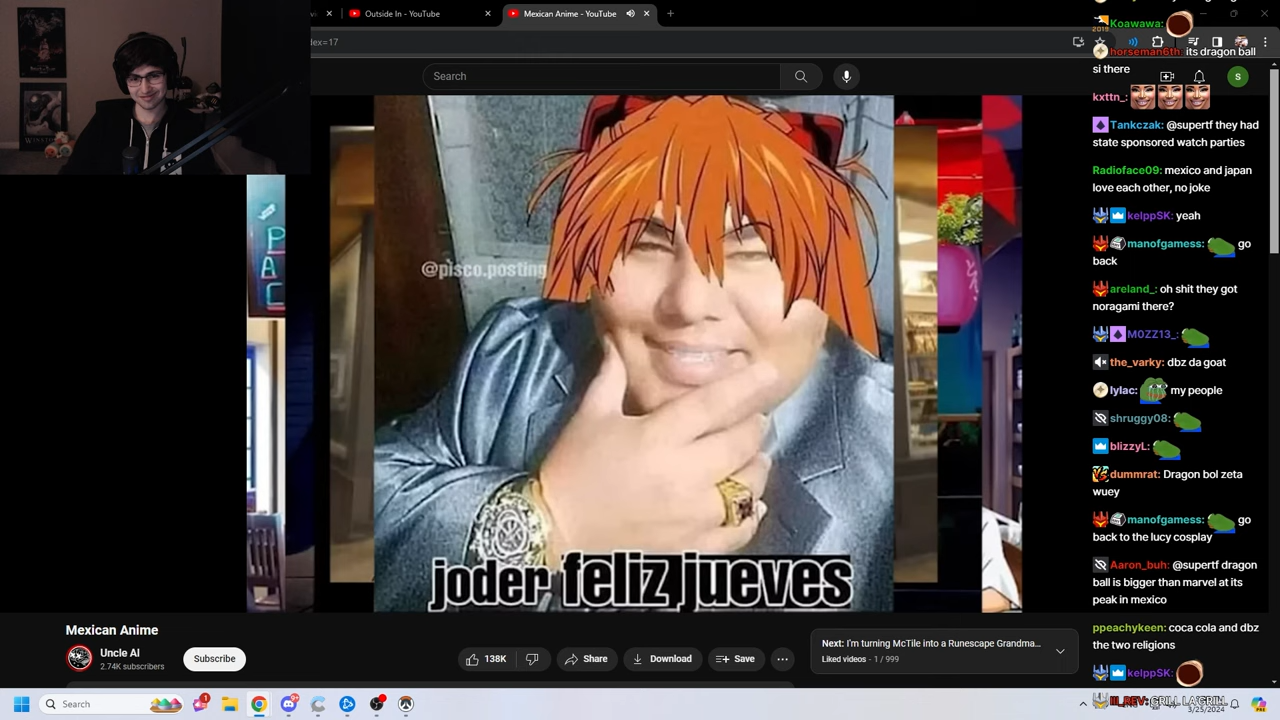 Outside In - YouTube
Mexican Anime - YouTube
dex=17
Search
S
Koawawa:
horseman6th: its dragon ball
si there
kxttn_:
Tankczak: @supertf they had
state sponsored watch parties
Radioface09: mexico and japan
love each other, no joke
kelppSK: yeah
manofgamess: go
back
areland_: oh shit they got
noragami there?
M0ZZ13_:
the_varky: dbz da goat
lylac: my people
shruggy08:
blizzyL:
dummrat: Dragon bol zeta
wuey
manofgamess: go
back to the lucy cosplay
Aaron_buh: @supertf dragon
ball is bigger than marvel at its
peak in mexico
ppeachykeen: coca cola and dbz
the two religions
kelppSK:
@pisco.posting
PAC
joder feliz jueves
Mexican Anime
Uncle Al
2.74K subscribers
Subscribe
138K
Share
Download
Save
Next: I'm turning McTile into a Runescape Grandma...
Liked videos - 1 / 999
Search